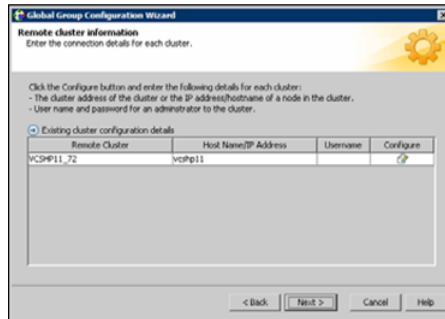 Global Group Configuration Wizard
Remote cluster information
Enter the connection details for each cluster.
Click the Configure button and enter the following details for each cluster:
- The cluster address of the cluster or the IP address/hostname of a node in the cluster.
- User name and password for an adminstrator to the cluster.
Existing cluster configuration details
Remote Cluster Host Name/IP Address Username Configure
VCSHP11_72 vcshp11
< Back Next > Cancel Help